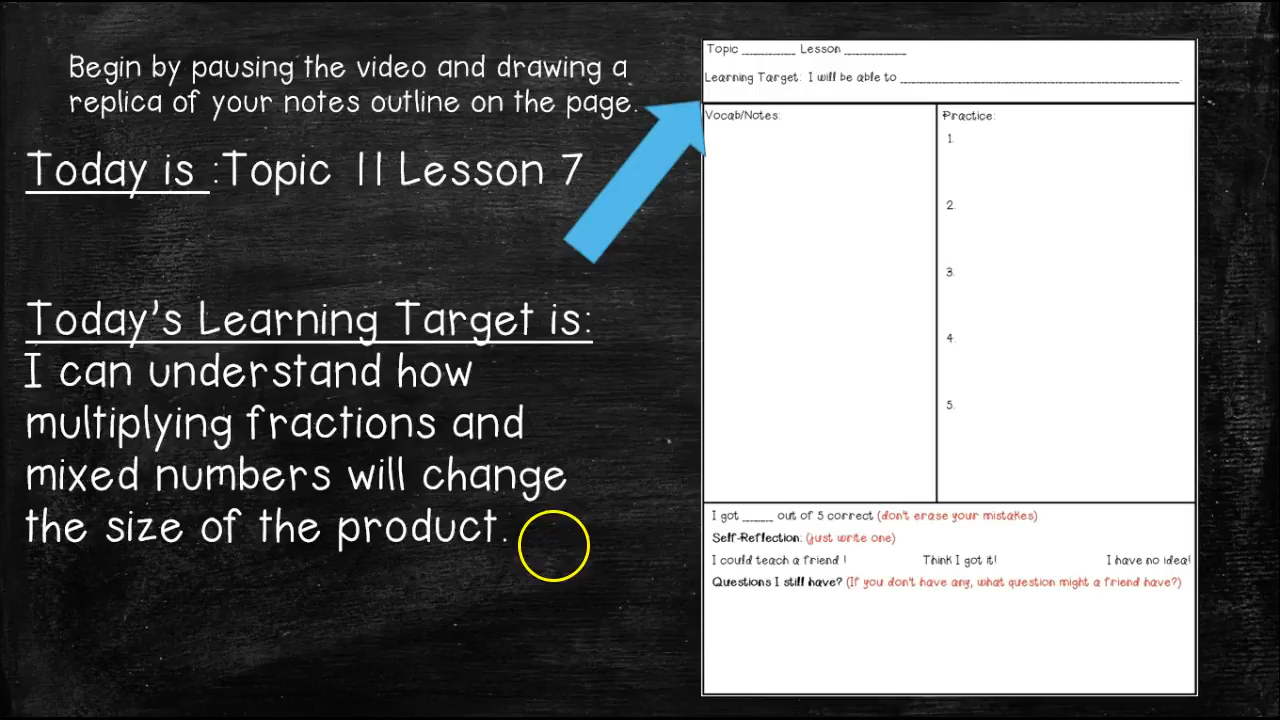 Begin by pausing the video and drawing a
replica of your notes outline on the page.
Today is :Topic 11 Lesson 7
Today's Learning Target is:
I can understand how
multiplying fractions and
mixed numbers will change
the size of the product.
Topic ________ Lesson _________
Learning Target: I will be able to ______________________________.
Vocab/Notes:
Practice:
1.
2.
3.
4.
5.
I got _____ out of 5 correct (don't erase your mistakes)
Self-Reflection: (just write one)
I could teach a friend ! Think I got it! I have no idea!
Questions I still have? (If you don't have any, what question might a friend have?)